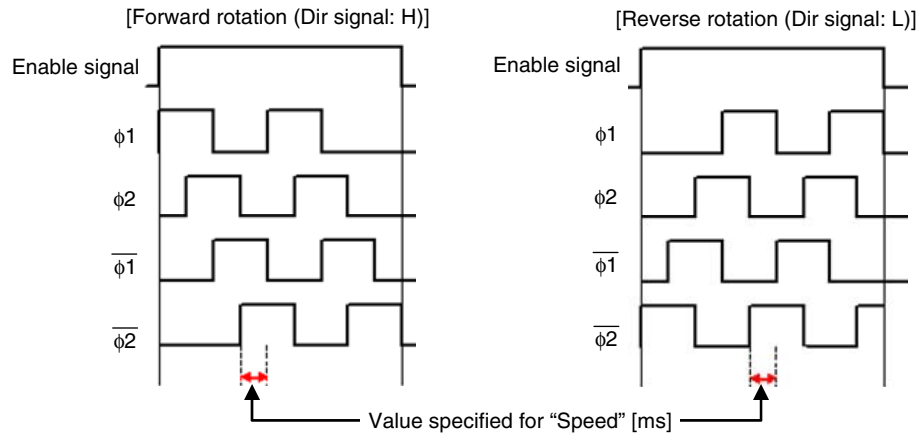 [Forward rotation (Dir signal: H)]
[Reverse rotation (Dir signal: L)]
Enable signal
Enable signal
ϕ1
ϕ1
ϕ2
ϕ2
ϕ1̅
ϕ1̅
ϕ2̅
ϕ2̅
Value specified for “Speed” [ms]